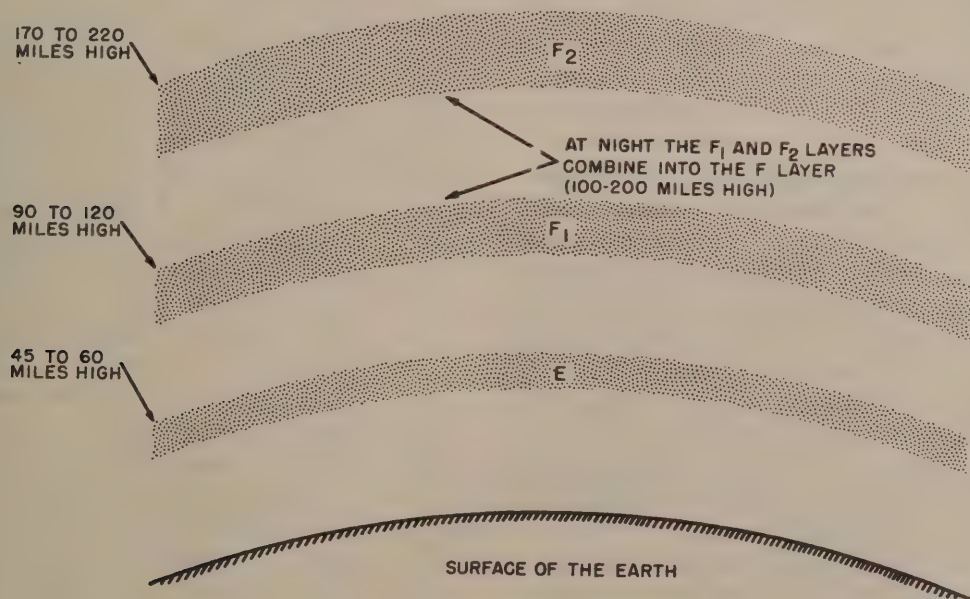 170 TO 220
MILES HIGH
F₂
AT NIGHT THE F₁ AND F₂ LAYERS
COMBINE INTO THE F LAYER
(100-200 MILES HIGH)
90 TO 120
MILES HIGH
F₁
45 TO 60
MILES HIGH
E
SURFACE OF THE EARTH